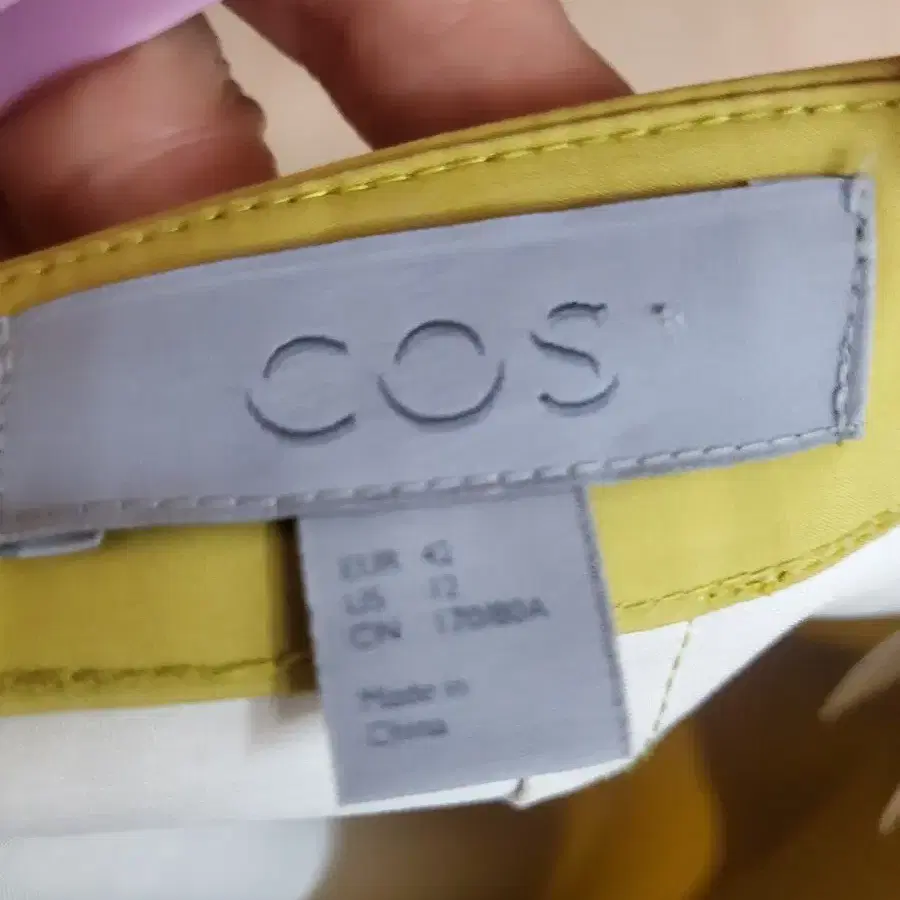 COS
EUR 42
US 12
CN 170/80A
Made in
China